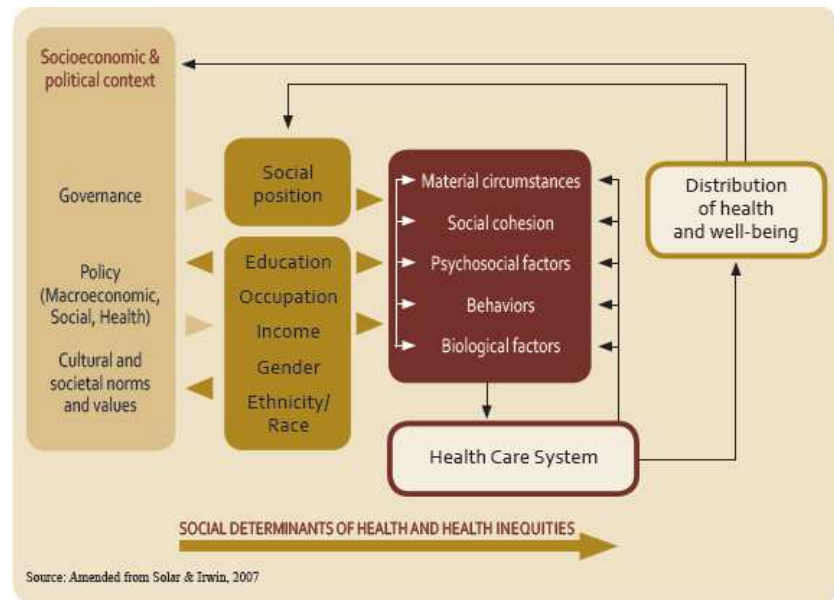 Socioeconomic &
political context
Governance
Policy
(Macroeconomic,
Social, Health)
Cultural and
societal norms
and values
Social
position
Education
Occupation
Income
Gender
Ethnicity/
Race
Material circumstances
Social cohesion
Psychosocial factors
Behaviors
Biological factors
Health Care System
Distribution
of health
and well-being
SOCIAL DETERMINANTS OF HEALTH AND HEALTH INEQUITIES
Source: Amended from Solar & Irwin, 2007